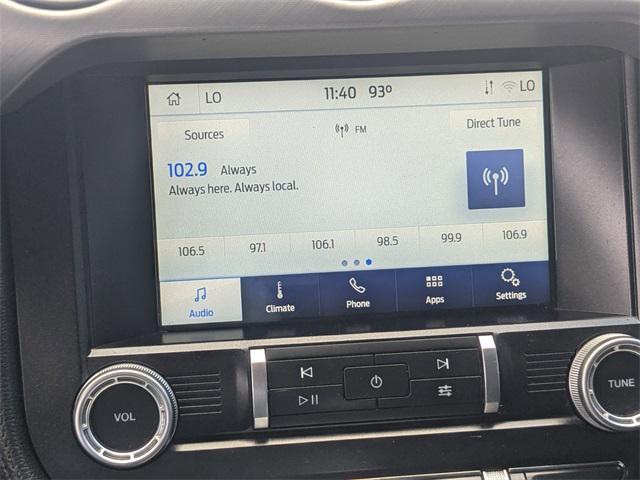 LO 11:40 93° LO
Sources FM Direct Tune
102.9 Always
Always here. Always local.
106.5 97.1 106.1 98.5 99.9 106.9
Audio Climate Phone Apps Settings
VOL TUNE